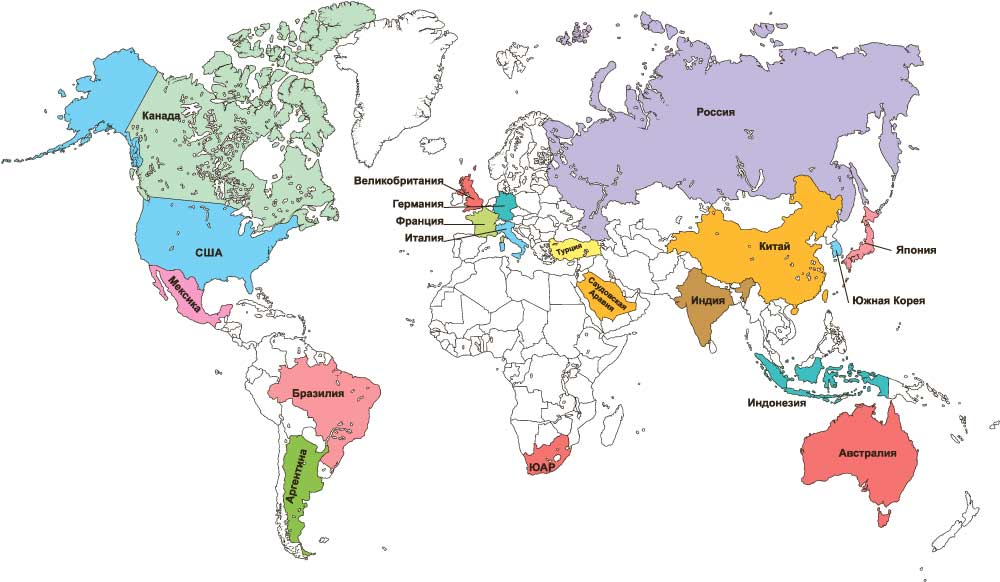 Канада
Россия
Великобритания
Германия
Франция
Италия
США
Турция
Китай
Япония
Мексика
Саудовская
Аравия
Индия
Южная Корея
Бразилия
Индонезия
Аргентина
ЮАР
Австралия